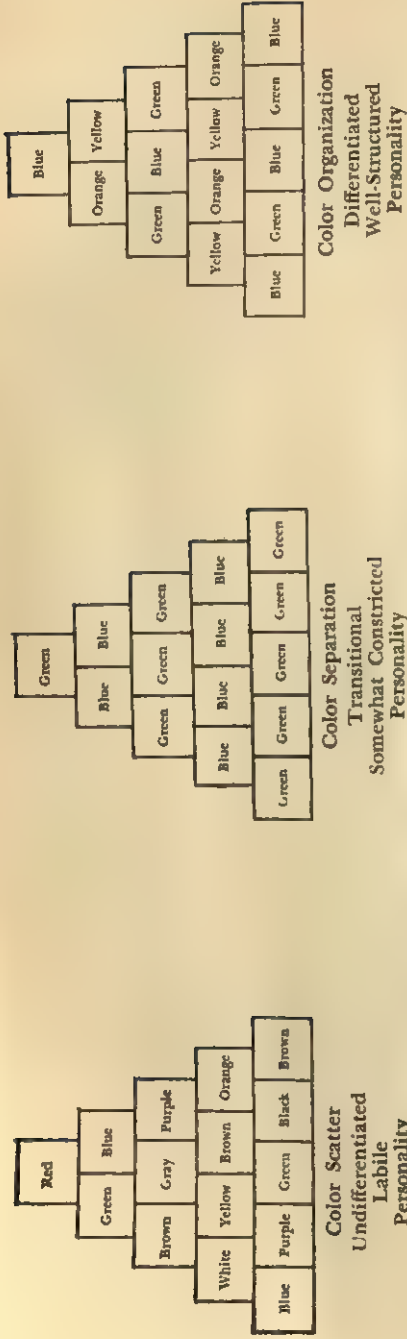 Red
Green Blue
Brown Gray Purple
White Yellow Brown Orange
Blue Purple Green Black Brown
Color Scatter
Undifferentiated
Labile
Personality
Green
Blue Blue
Green Green Green
Blue Blue Blue Blue
Green Green Green Green Green
Color Separation
Transitional
Somewhat Constricted
Personality
Blue
Orange Yellow
Green Blue Green
Yellow Orange Yellow Orange
Blue Green Blue Green Blue
Color Organization
Differentiated
Well-Structured
Personality